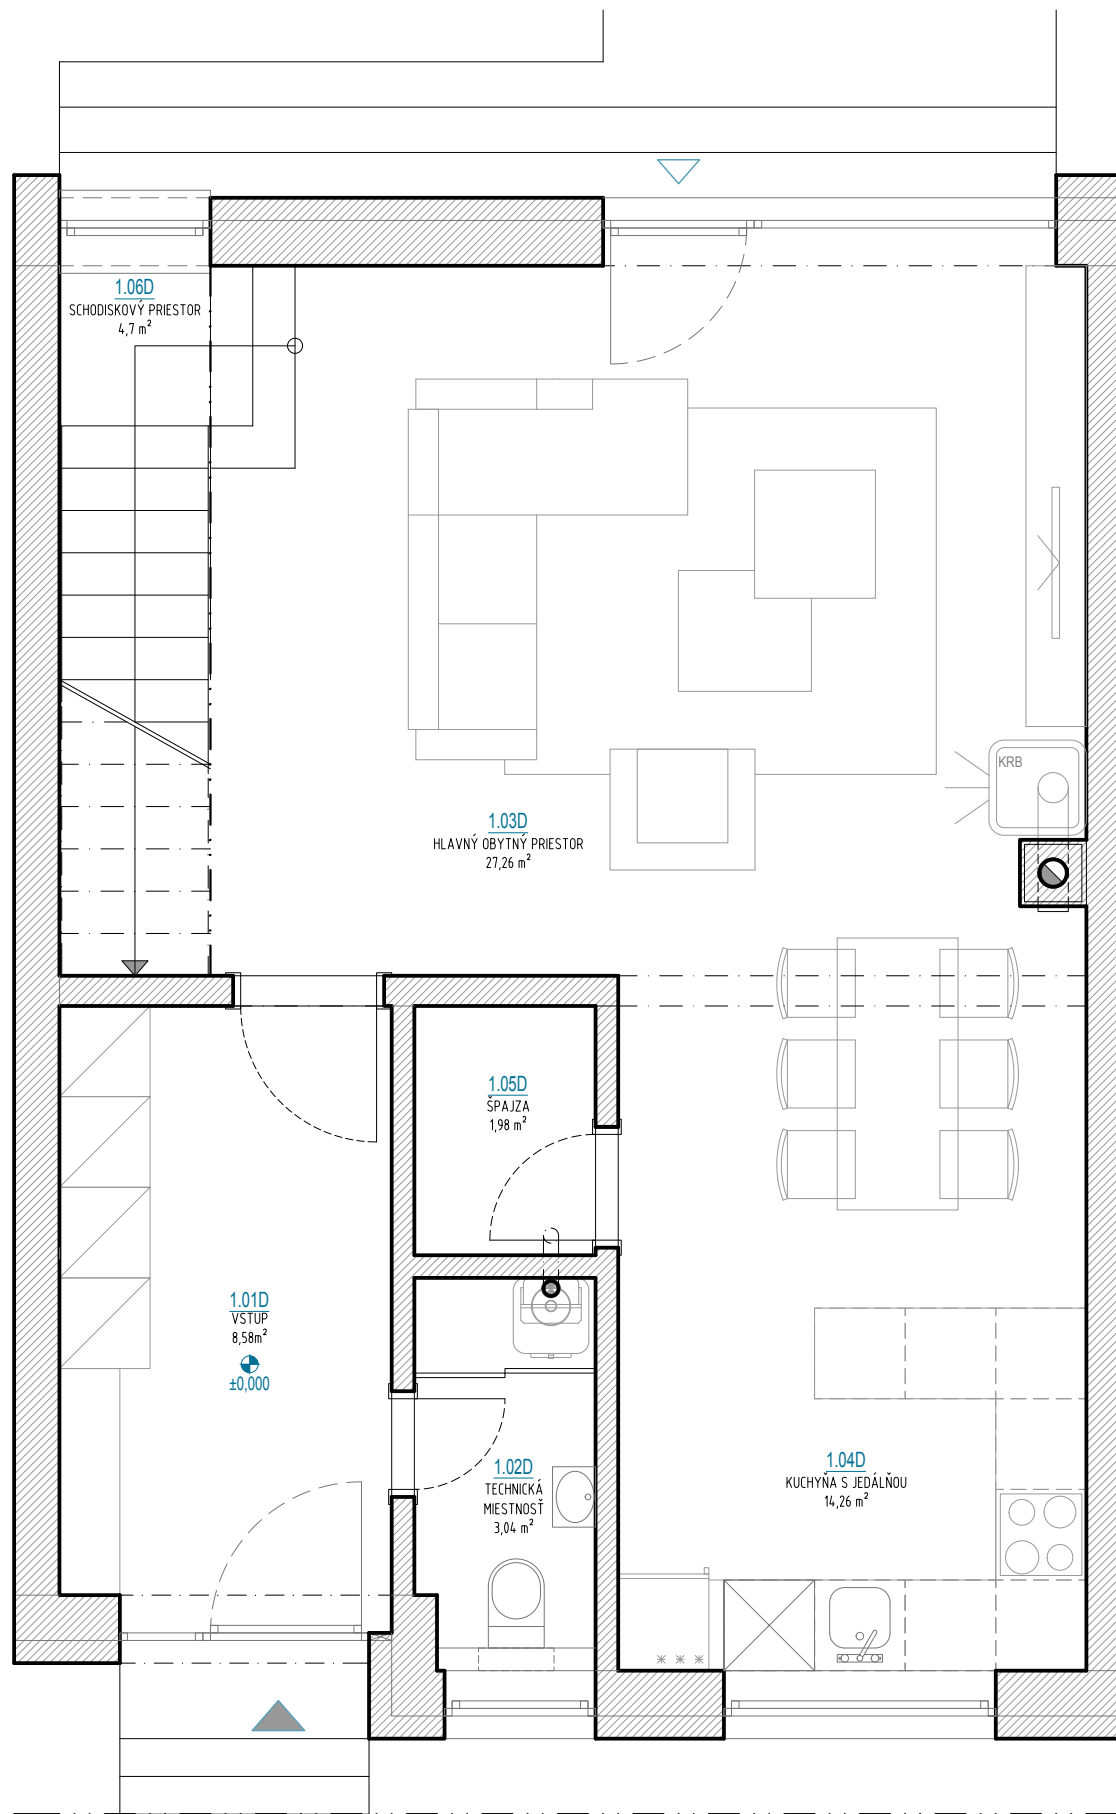 1.06D
SCHODISKOVÝ PRIESTOR
4,7 m²
KRB
1.03D
HLAVNÝ OBYTNÝ PRIESTOR
27,26 m²
1.05D
ŠPAJZA
1,98 m²
1.01D
VSTUP
8,58m²
±0,000
1.02D
TECHNICKÁ
MIESTNOSŤ
3,04 m²
1.04D
KUCHYŇA S JEDÁLŇOU
14,26 m²